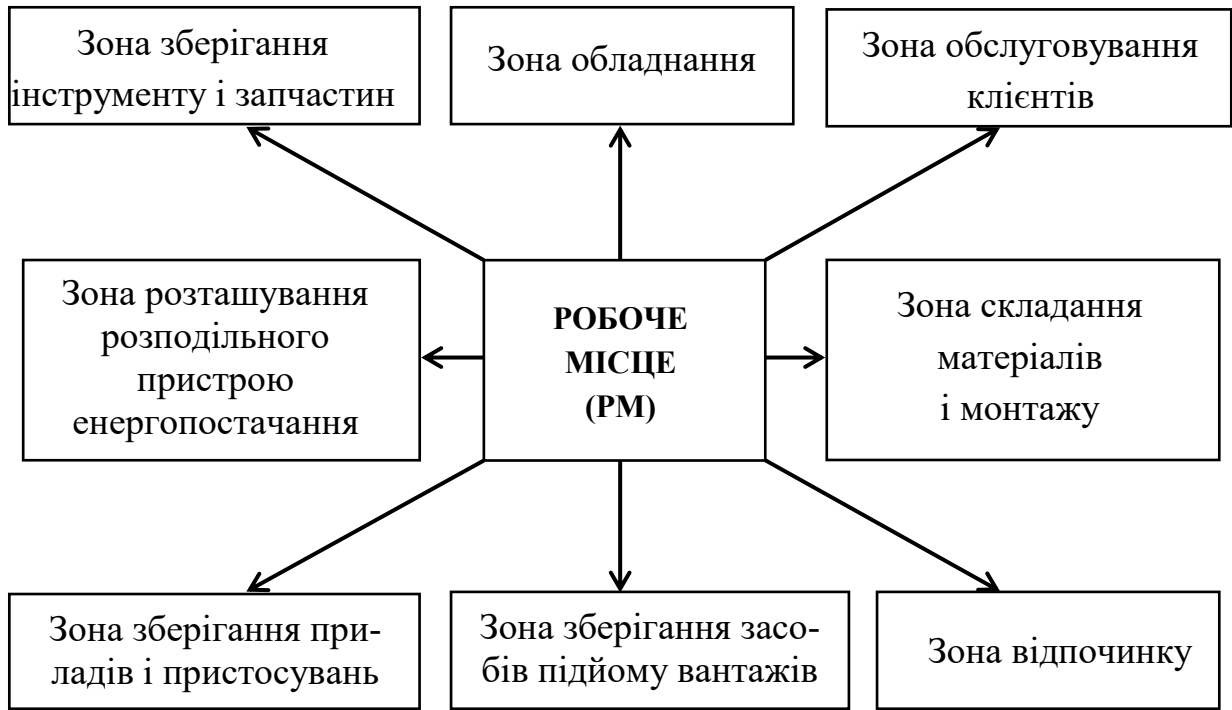 Зона зберігання
інструменту і запчастин
Зона обладнання
Зона обслуговування
клієнтів
Зона розташування
розподільного
пристрою
енергопостачання
РОБОЧЕ
МІСЦЕ
(РМ)
Зона складання
матеріалів
і монтажу
Зона зберігання при-
ладів і пристосувань
Зона зберігання засо-
бів підйому вантажів
Зона відпочинку